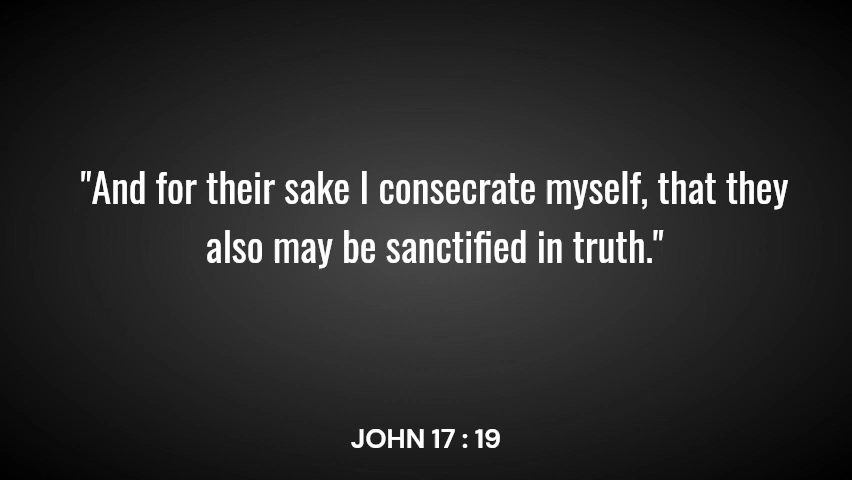 "And for their sake I consecrate myself, that they
also may be sanctified in truth."
JOHN 17 : 19